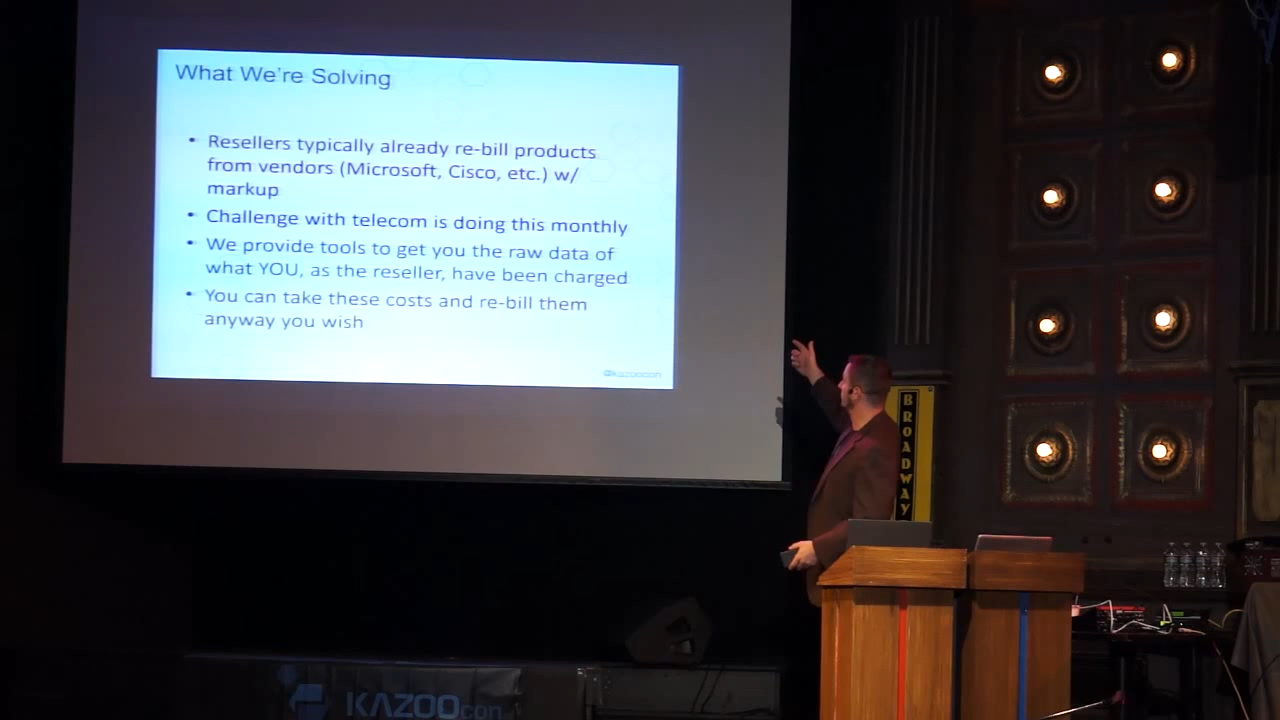 What We're Solving
• Resellers typically already re-bill products
from vendors (Microsoft, Cisco, etc.) w/
markup
• Challenge with telecom is doing this monthly
• We provide tools to get you the raw data of
what YOU, as the reseller, have been charged
• You can take these costs and re-bill them
anyway you wish
@kazoocon
BROADWAY
KAZOOcon